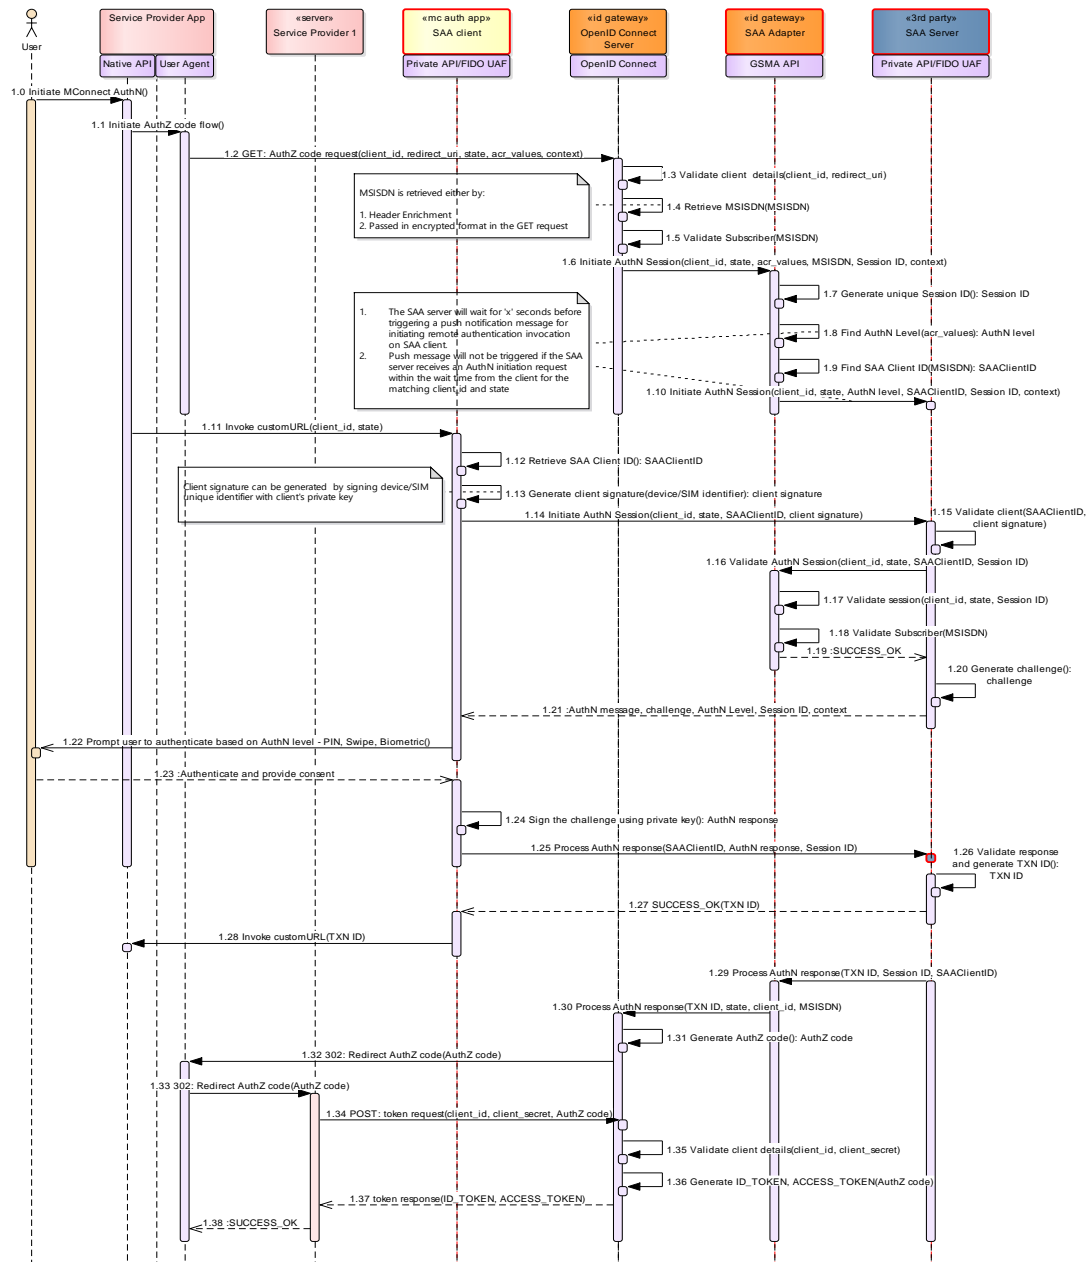 User
Service Provider App
Native API
User Agent
«server»
Service Provider 1
«mc auth app»
SAA client
Private API/FIDO UAF
«id gateway»
OpenID Connect
Server
OpenID Connect
«id gateway»
SAA Adapter
GSMA API
«3rd party»
SAA Server
Private API/FIDO UAF
1.0 Initiate MConnect AuthN()
1.1 Initiate AuthZ code flow()
1.2 GET: AuthZ code request(client_id, redirect_uri, state, acr_values, context)
1.3 Validate client  details(client_id, redirect_uri)
MSISDN is retrieved either by:
1. Header Enrichment
2. Passed in encrypted format in the GET request
1.4 Retrieve MSISDN(MSISDN)
1.5 Validate Subscriber(MSISDN)
1.6 Initiate AuthN Session(client_id, state, acr_values, MSISDN, Session ID, context)
1.7 Generate unique Session ID(): Session ID
1. The SAA server will wait for 'x' seconds before
triggering a push notification message for
initiating remote authentication invocation
on SAA client.
2. Push message will not be triggered if the SAA
server receives an AuthN initiation request
within the wait time from the client for the
matching client_id and state
1.8 Find AuthN Level(acr_values): AuthN level
1.9 Find SAA Client ID(MSISDN): SAAClientID
1.10 Initiate AuthN Session(client_id, state, AuthN level, SAAClientID, Session ID, context)
1.11 Invoke customURL(client_id, state)
1.12 Retrieve SAA Client ID(): SAAClientID
Client signature can be generated  by signing device/SIM
unique identifier with client's private key
1.13 Generate client signature(device/SIM identifier): client signature
1.14 Initiate AuthN Session(client_id, state, SAAClientID, client signature)
1.15 Validate client(SAAClientID,
client signature)
1.16 Validate AuthN Session(client_id, state, SAAClientID, Session ID)
1.17 Validate session(client_id, state, Session ID)
1.18 Validate Subscriber(MSISDN)
1.19 :SUCCESS_OK
1.20 Generate challenge():
challenge
1.21 :AuthN message, challenge, AuthN Level, Session ID, context
1.22 Prompt user to authenticate based on AuthN level - PIN, Swipe, Biometric()
1.23 :Authenticate and provide consent
1.24 Sign the challenge using private key(): AuthN response
1.25 Process AuthN response(SAAClientID, AuthN response, Session ID)
1.26 Validate response
and generate TXN ID():
TXN ID
1.27 SUCCESS_OK(TXN ID)
1.28 Invoke customURL(TXN ID)
1.29 Process AuthN response(TXN ID, Session ID, SAAClientID)
1.30 Process AuthN response(TXN ID, state, client_id, MSISDN)
1.31 Generate AuthZ code(): AuthZ code
1.32 302: Redirect AuthZ code(AuthZ code)
1.33 302: Redirect AuthZ code(AuthZ code)
1.34 POST: token request(client_id, client_secret, AuthZ code)
1.35 Validate client details(client_id, client_secret)
1.36 Generate ID_TOKEN, ACCESS_TOKEN(AuthZ code)
1.37 token response(ID_TOKEN, ACCESS_TOKEN)
1.38 :SUCCESS_OK